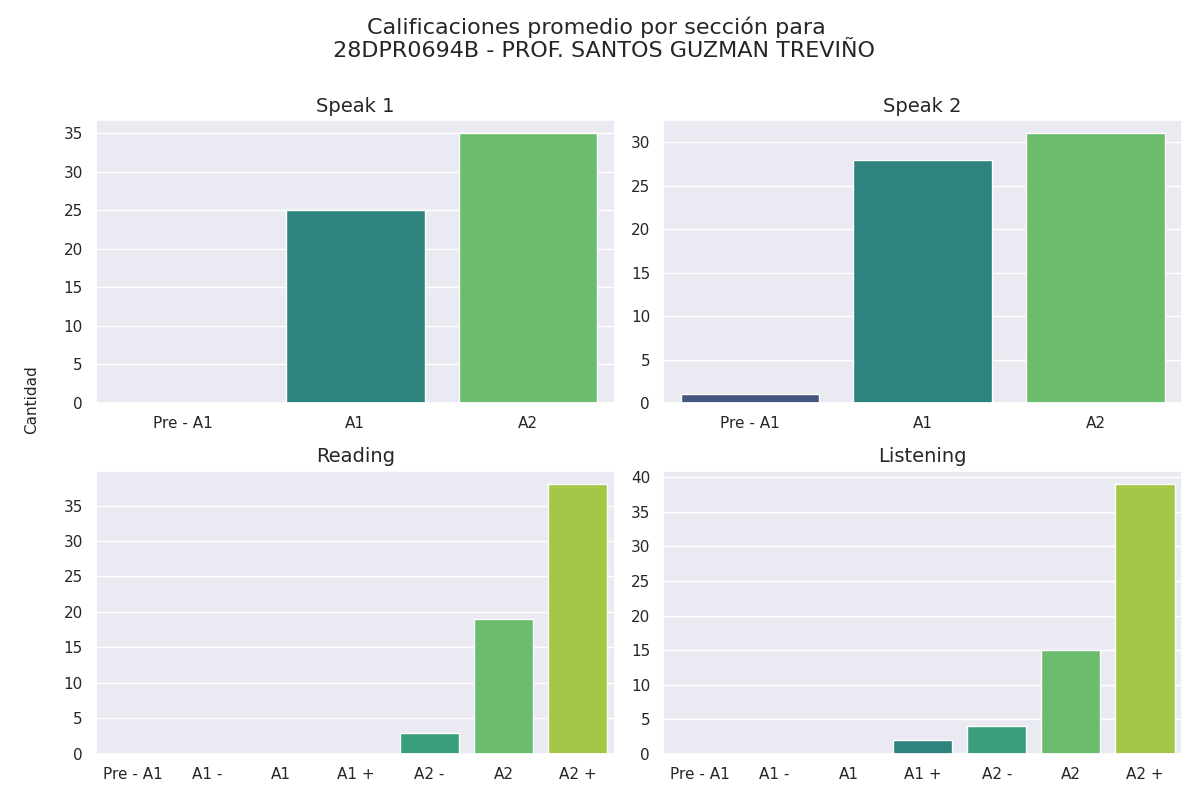 Calificaciones promedio por sección para
28DPR0694B - PROF. SANTOS GUZMAN TREVIÑO
Speak 1
35
30
25
20
15
10
5
0
Pre - A1 A1 A2
Speak 2
30
25
20
15
10
5
0
Pre - A1 A1 A2
Cantidad
Reading
35
30
25
20
15
10
5
0
Pre - A1 A1 - A1 A1 + A2 - A2 A2 +
Listening
40
35
30
25
20
15
10
5
0
Pre - A1 A1 - A1 A1 + A2 - A2 A2 +